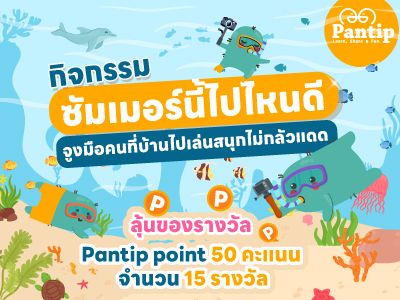 Pantip
Learn, Share & Fun
กิจกรรม
ซัมเมอร์นี้ไปไหนดี
จูงมือคนที่บ้านไปเล่นสนุกไม่กลัวแดด
P
P
P
ลุ้นของรางวัล
Pantip point 50 คะแนน
จำนวน 15 รางวัล